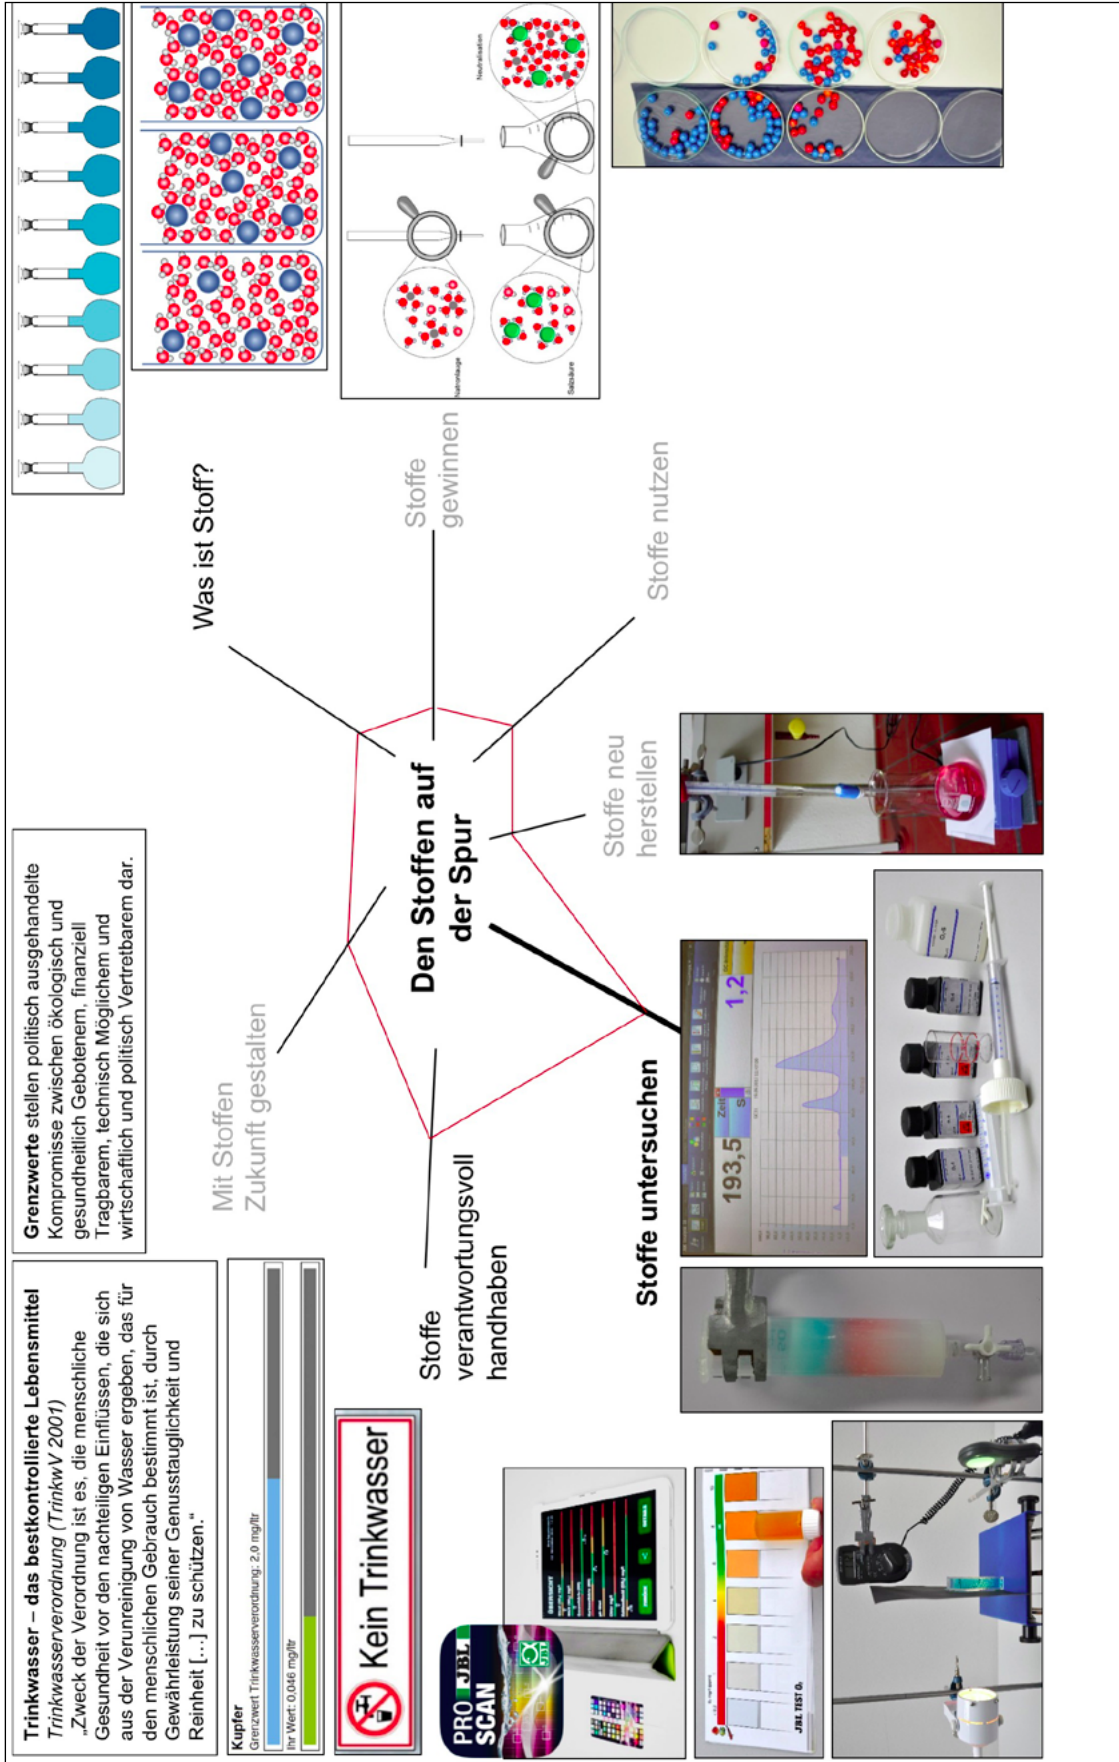 Trinkwasser – das bestkontrollierte Lebensmittel
Trinkwasserverordnung (TrinkwV 2001)
„Zweck der Verordnung ist es, die menschliche
Gesundheit vor den nachteiligen Einflüssen, die sich
aus der Verunreinigung von Wasser ergeben, das für
den menschlichen Gebrauch bestimmt ist, durch
Gewährleistung seiner Genusstauglichkeit und
Reinheit [...] zu schützen.“
Grenzwerte stellen politisch ausgehandelte
Kompromisse zwischen ökologisch und
gesundheitlich Gebotenem, finanziell
Tragbarem, technisch Möglichem und
wirtschaftlich und politisch Vertretbarem dar.
Kupfer
Grenzwert Trinkwasserverordnung: 2,0 mg/ltr
Ihr Wert: 0,046 mg/ltr
Kein Trinkwasser
PRO JBL
SCAN
JBL
ÜBERSICHT
JBL TEST O₂
Mit Stoffen
Zukunft gestalten
Was ist Stoff?
Stoffe
gewinnen
Den Stoffen auf
der Spur
Stoffe nutzen
Stoffe neu
herstellen
Stoffe
verantwortungsvoll
handhaben
Stoffe untersuchen
193,5
Zeit
S
1,2
Natronlauge
Salzsäure
Neutralisation